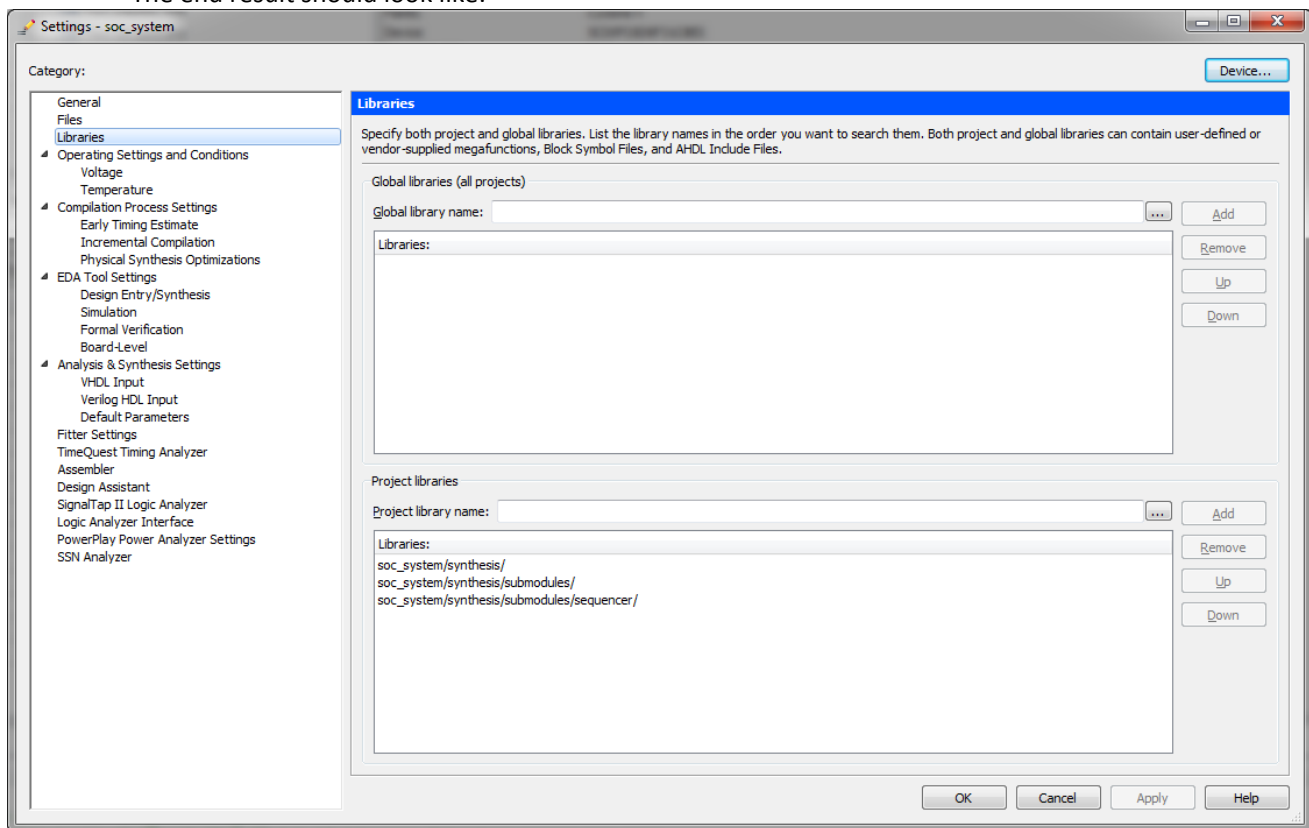 The end result should look like:
Settings - soc_system
Category:
Device...
General
Files
Libraries
Operating Settings and Conditions
Voltage
Temperature
Compilation Process Settings
Early Timing Estimate
Incremental Compilation
Physical Synthesis Optimizations
EDA Tool Settings
Design Entry/Synthesis
Simulation
Formal Verification
Board-Level
Analysis & Synthesis Settings
VHDL Input
Verilog HDL Input
Default Parameters
Fitter Settings
TimeQuest Timing Analyzer
Assembler
Design Assistant
SignalTap II Logic Analyzer
Logic Analyzer Interface
PowerPlay Power Analyzer Settings
SSN Analyzer
Libraries
Specify both project and global libraries. List the library names in the order you want to search them. Both project and global libraries can contain user-defined or
vendor-supplied megafunctions, Block Symbol Files, and AHDL Include Files.
Global libraries (all projects)
Global library name:
...
Add
Libraries:
Remove
Up
Down
Project libraries
Project library name:
...
Add
Libraries:
Remove
soc_system/synthesis/
soc_system/synthesis/submodules/
Up
soc_system/synthesis/submodules/sequencer/
Down
OK
Cancel
Apply
Help